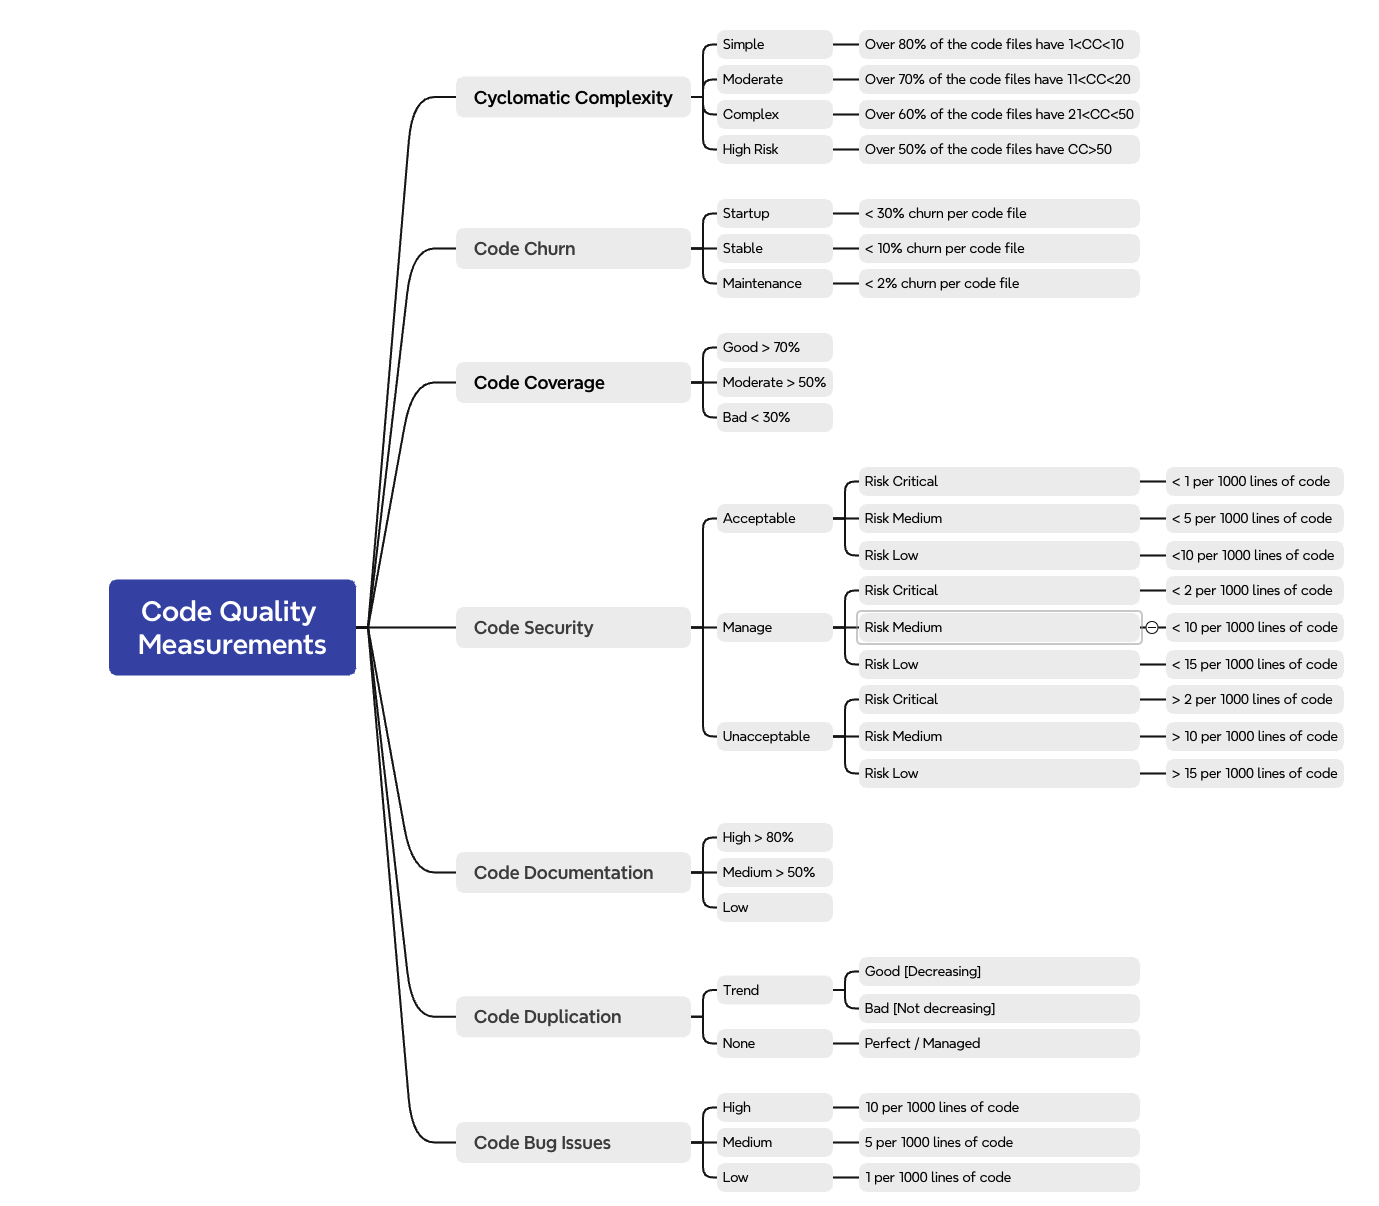 Code Quality
Measurements
Cyclomatic Complexity
Simple
Over 80% of the code files have 1<CC<10
Moderate
Over 70% of the code files have 11<CC<20
Complex
Over 60% of the code files have 21<CC<50
High Risk
Over 50% of the code files have CC>50
Code Churn
Startup
< 30% churn per code file
Stable
< 10% churn per code file
Maintenance
< 2% churn per code file
Code Coverage
Good > 70%
Moderate > 50%
Bad < 30%
Code Security
Acceptable
Risk Critical
< 1 per 1000 lines of code
Risk Medium
< 5 per 1000 lines of code
Risk Low
<10 per 1000 lines of code
Manage
Risk Critical
< 2 per 1000 lines of code
Risk Medium
< 10 per 1000 lines of code
Risk Low
< 15 per 1000 lines of code
Unacceptable
Risk Critical
> 2 per 1000 lines of code
Risk Medium
> 10 per 1000 lines of code
Risk Low
> 15 per 1000 lines of code
Code Documentation
High > 80%
Medium > 50%
Low
Code Duplication
Trend
Good [Decreasing]
Bad [Not decreasing]
None
Perfect / Managed
Code Bug Issues
High
10 per 1000 lines of code
Medium
5 per 1000 lines of code
Low
1 per 1000 lines of code